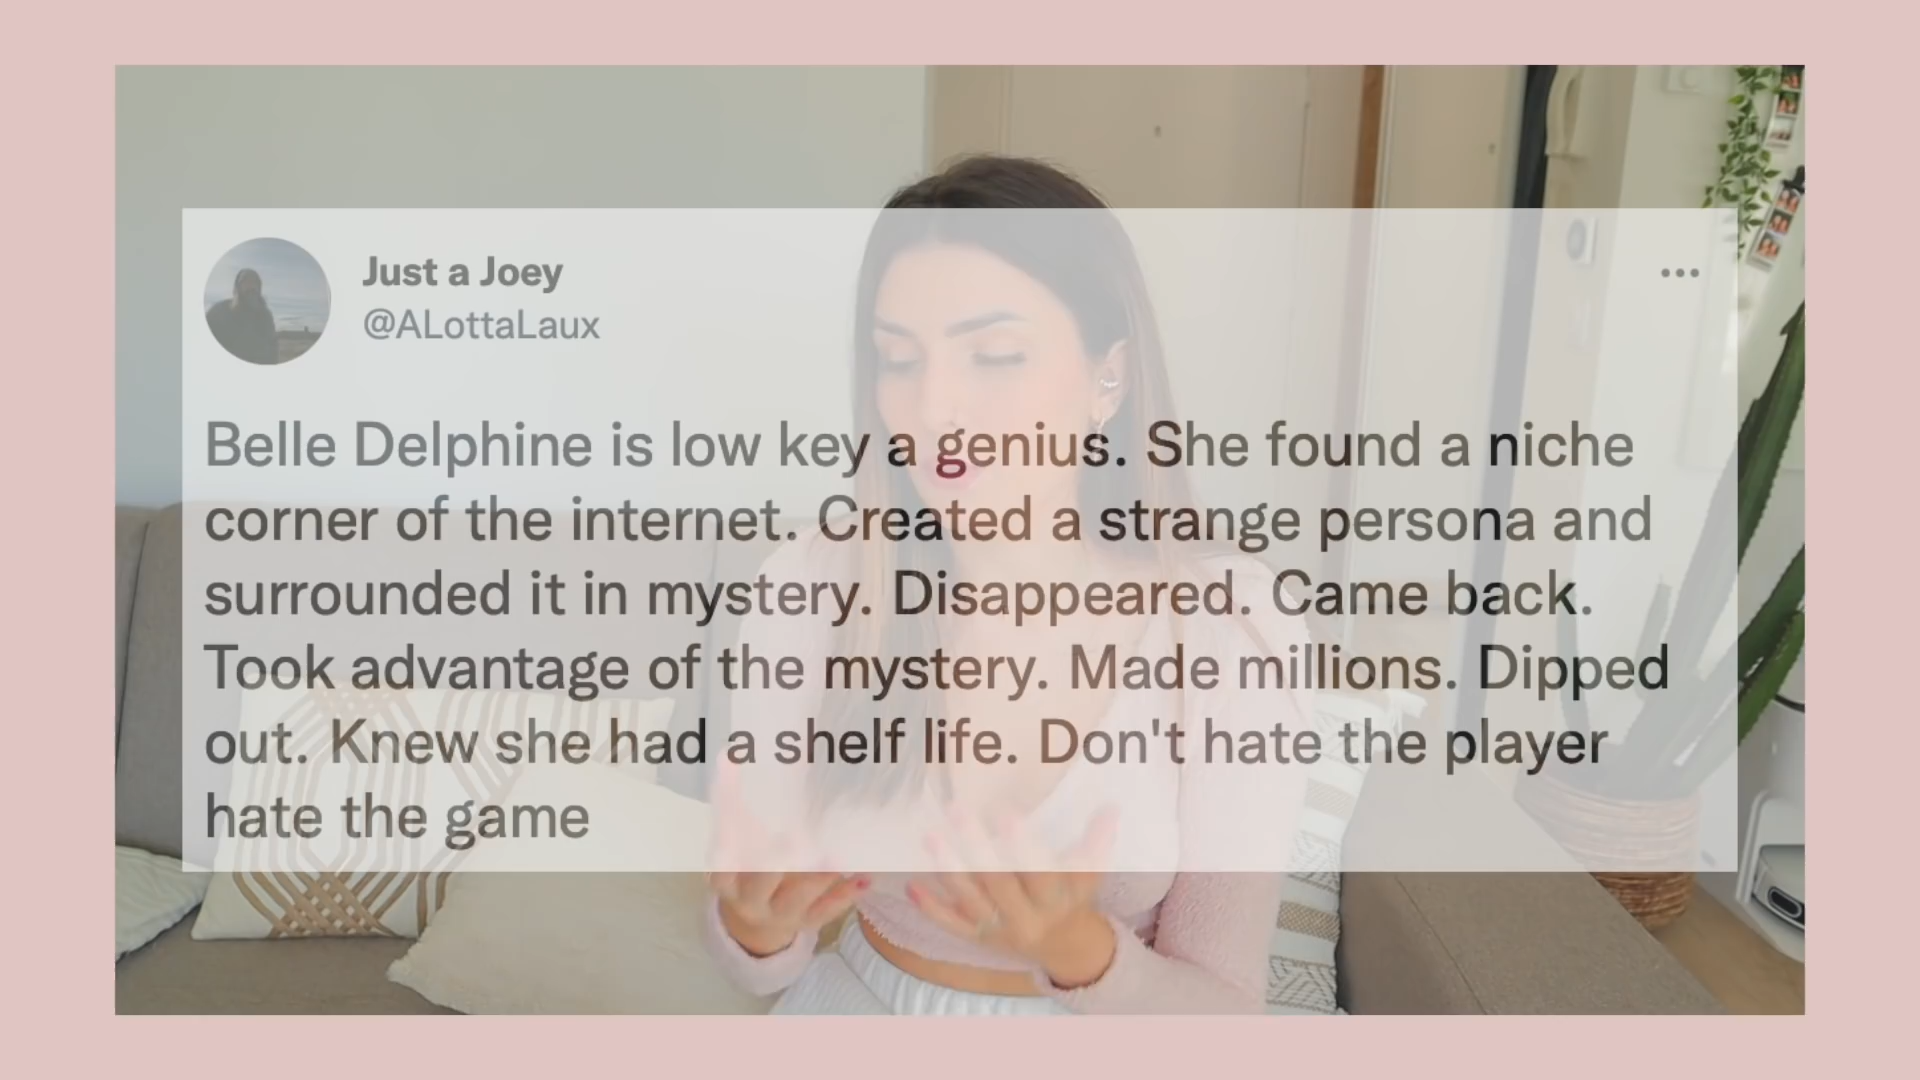 Just a Joey
@ALottaLaux
Belle Delphine is low key a genius. She found a niche
corner of the internet. Created a strange persona and
surrounded it in mystery. Disappeared. Came back.
Took advantage of the mystery. Made millions. Dipped
out. Knew she had a shelf life. Don't hate the player
hate the game